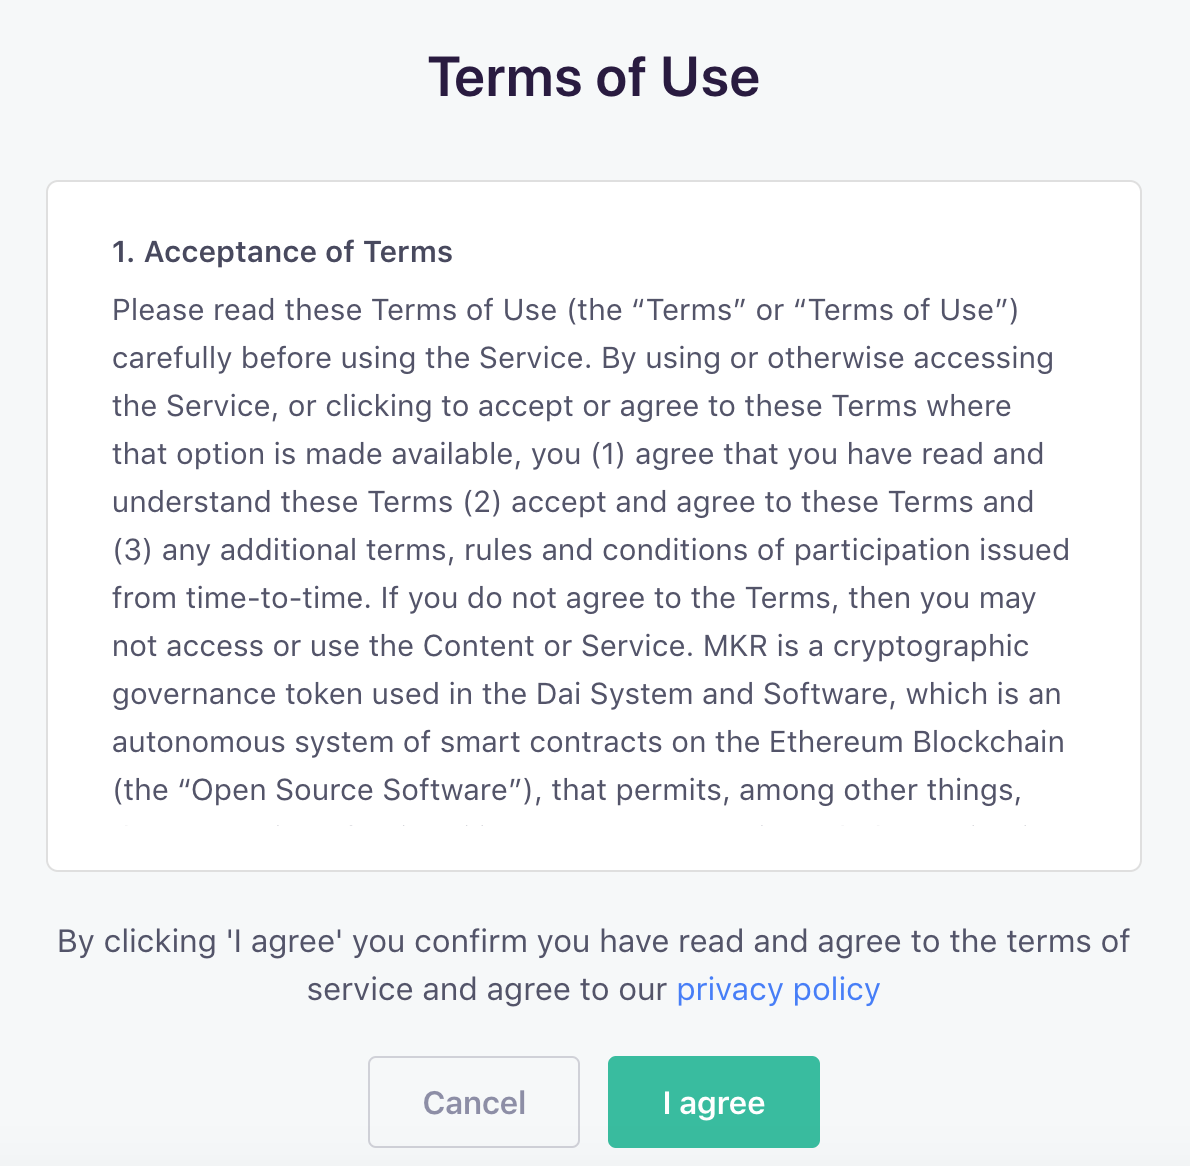 Terms of Use
1. Acceptance of Terms
Please read these Terms of Use (the “Terms” or “Terms of Use”)
carefully before using the Service. By using or otherwise accessing
the Service, or clicking to accept or agree to these Terms where
that option is made available, you (1) agree that you have read and
understand these Terms (2) accept and agree to these Terms and
(3) any additional terms, rules and conditions of participation issued
from time-to-time. If you do not agree to the Terms, then you may
not access or use the Content or Service. MKR is a cryptographic
governance token used in the Dai System and Software, which is an
autonomous system of smart contracts on the Ethereum Blockchain
(the “Open Source Software”), that permits, among other things,
By clicking 'I agree' you confirm you have read and agree to the terms of
service and agree to our privacy policy
Cancel
I agree